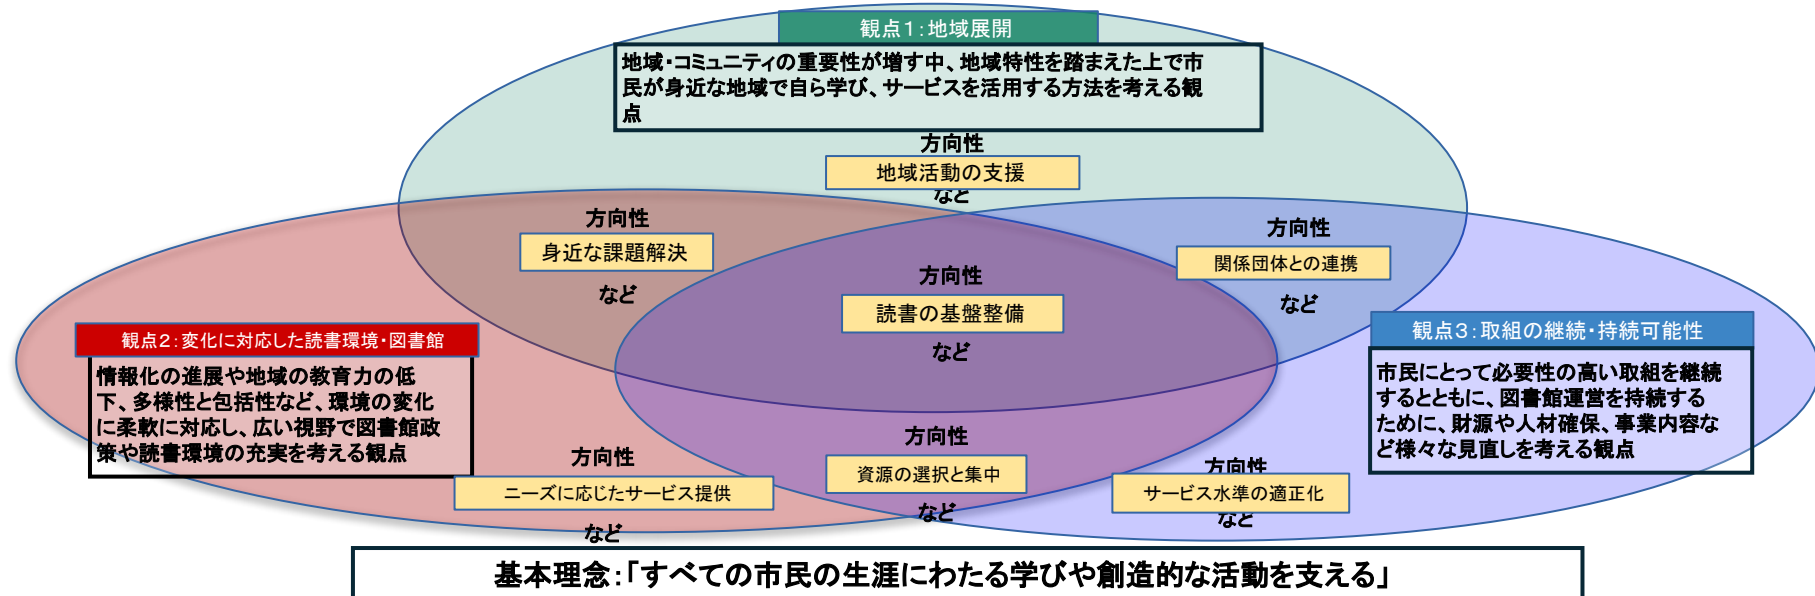 観点1:地域展開
地域・コミュニティの重要性が増す中、地域特性を踏まえた上で市
民が身近な地域で自ら学び、サービスを活用する方法を考える観
点
方向性
地域活動の支援
など
方向性
身近な課題解決
など
方向性
関係団体との連携
など
方向性
読書の基盤整備
など
観点2:変化に対応した読書環境・図書館
情報化の進展や地域の教育力の低
下、多様性と包括性など、環境の変化
に柔軟に対応し、広い視野で図書館政
策や読書環境の充実を考える観点
観点3:取組の継続・持続可能性
市民にとって必要性の高い取組を継続
するとともに、図書館運営を持続する
ために、財源や人材確保、事業内容な
ど様々な見直しを考える観点
方向性
ニーズに応じたサービス提供
など
方向性
資源の選択と集中
など
方向性
サービス水準の適正化
など
基本理念:「すべての市民の生涯にわたる学びや創造的な活動を支える」